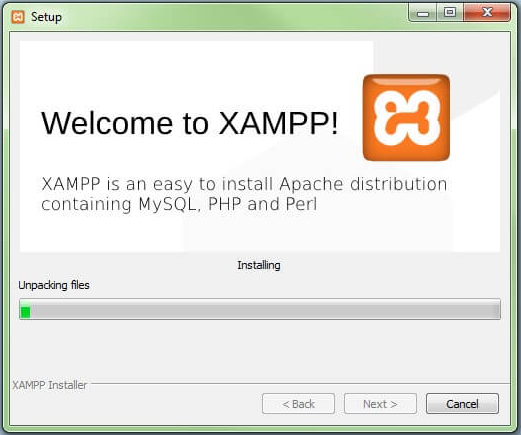 Setup
Welcome to XAMPP!
XAMPP is an easy to install Apache distribution
containing MySQL, PHP and Perl
Installing
Unpacking files
XAMPP Installer
< Back
Next >
Cancel